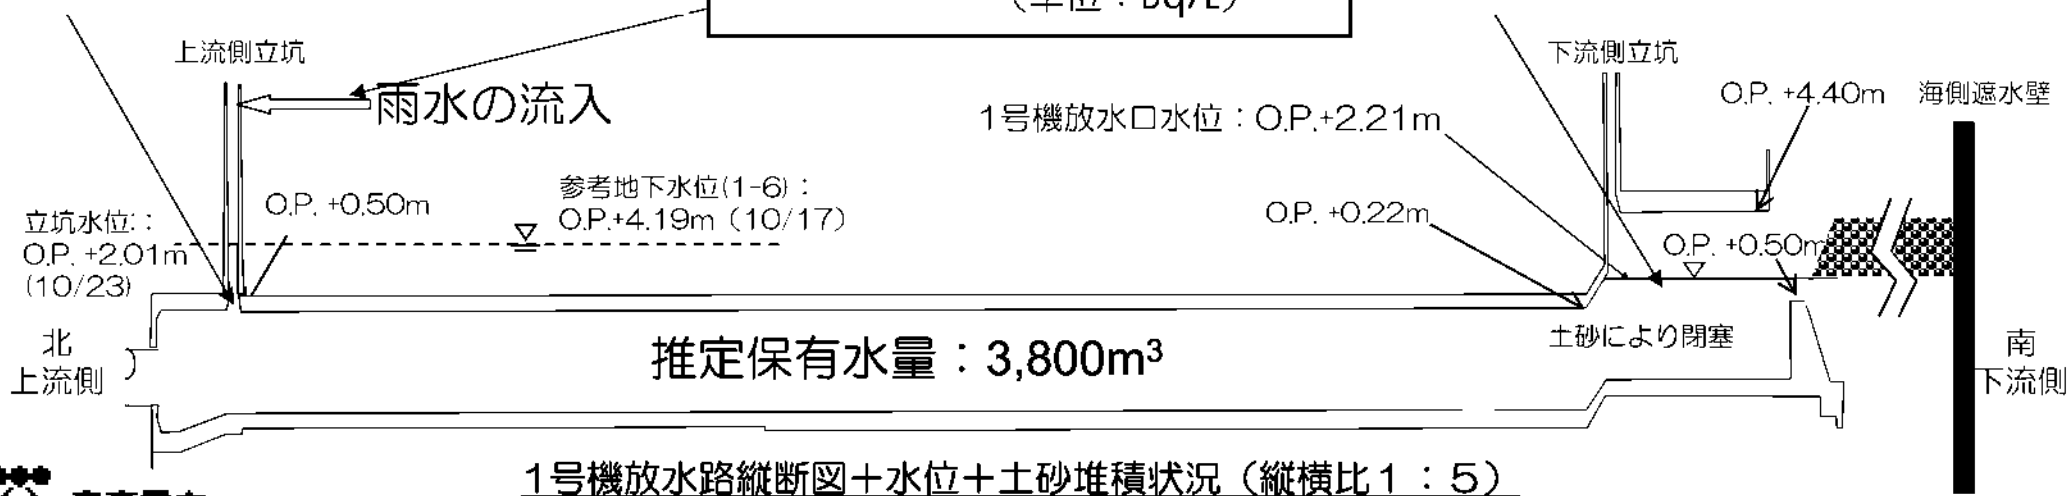 (単位：Bq/L)
上流側立坑
下流側立坑
雨水の流入
O.P. +4.40m
海側遮水壁
1号機放水口水位：O.P.+2.21m
参考地下水位(1-6)：
O.P.+4.19m（10/17）
O.P. +0.50m
O.P. +0.22m
立坑水位:：
O.P. +2.01m
(10/23)
O.P. +0.50m
土砂により閉塞
北
上流側
推定保有水量：3,800m³
南
下流側
1号機放水路縦断図＋水位＋土砂堆積状況（縦横比1：5）